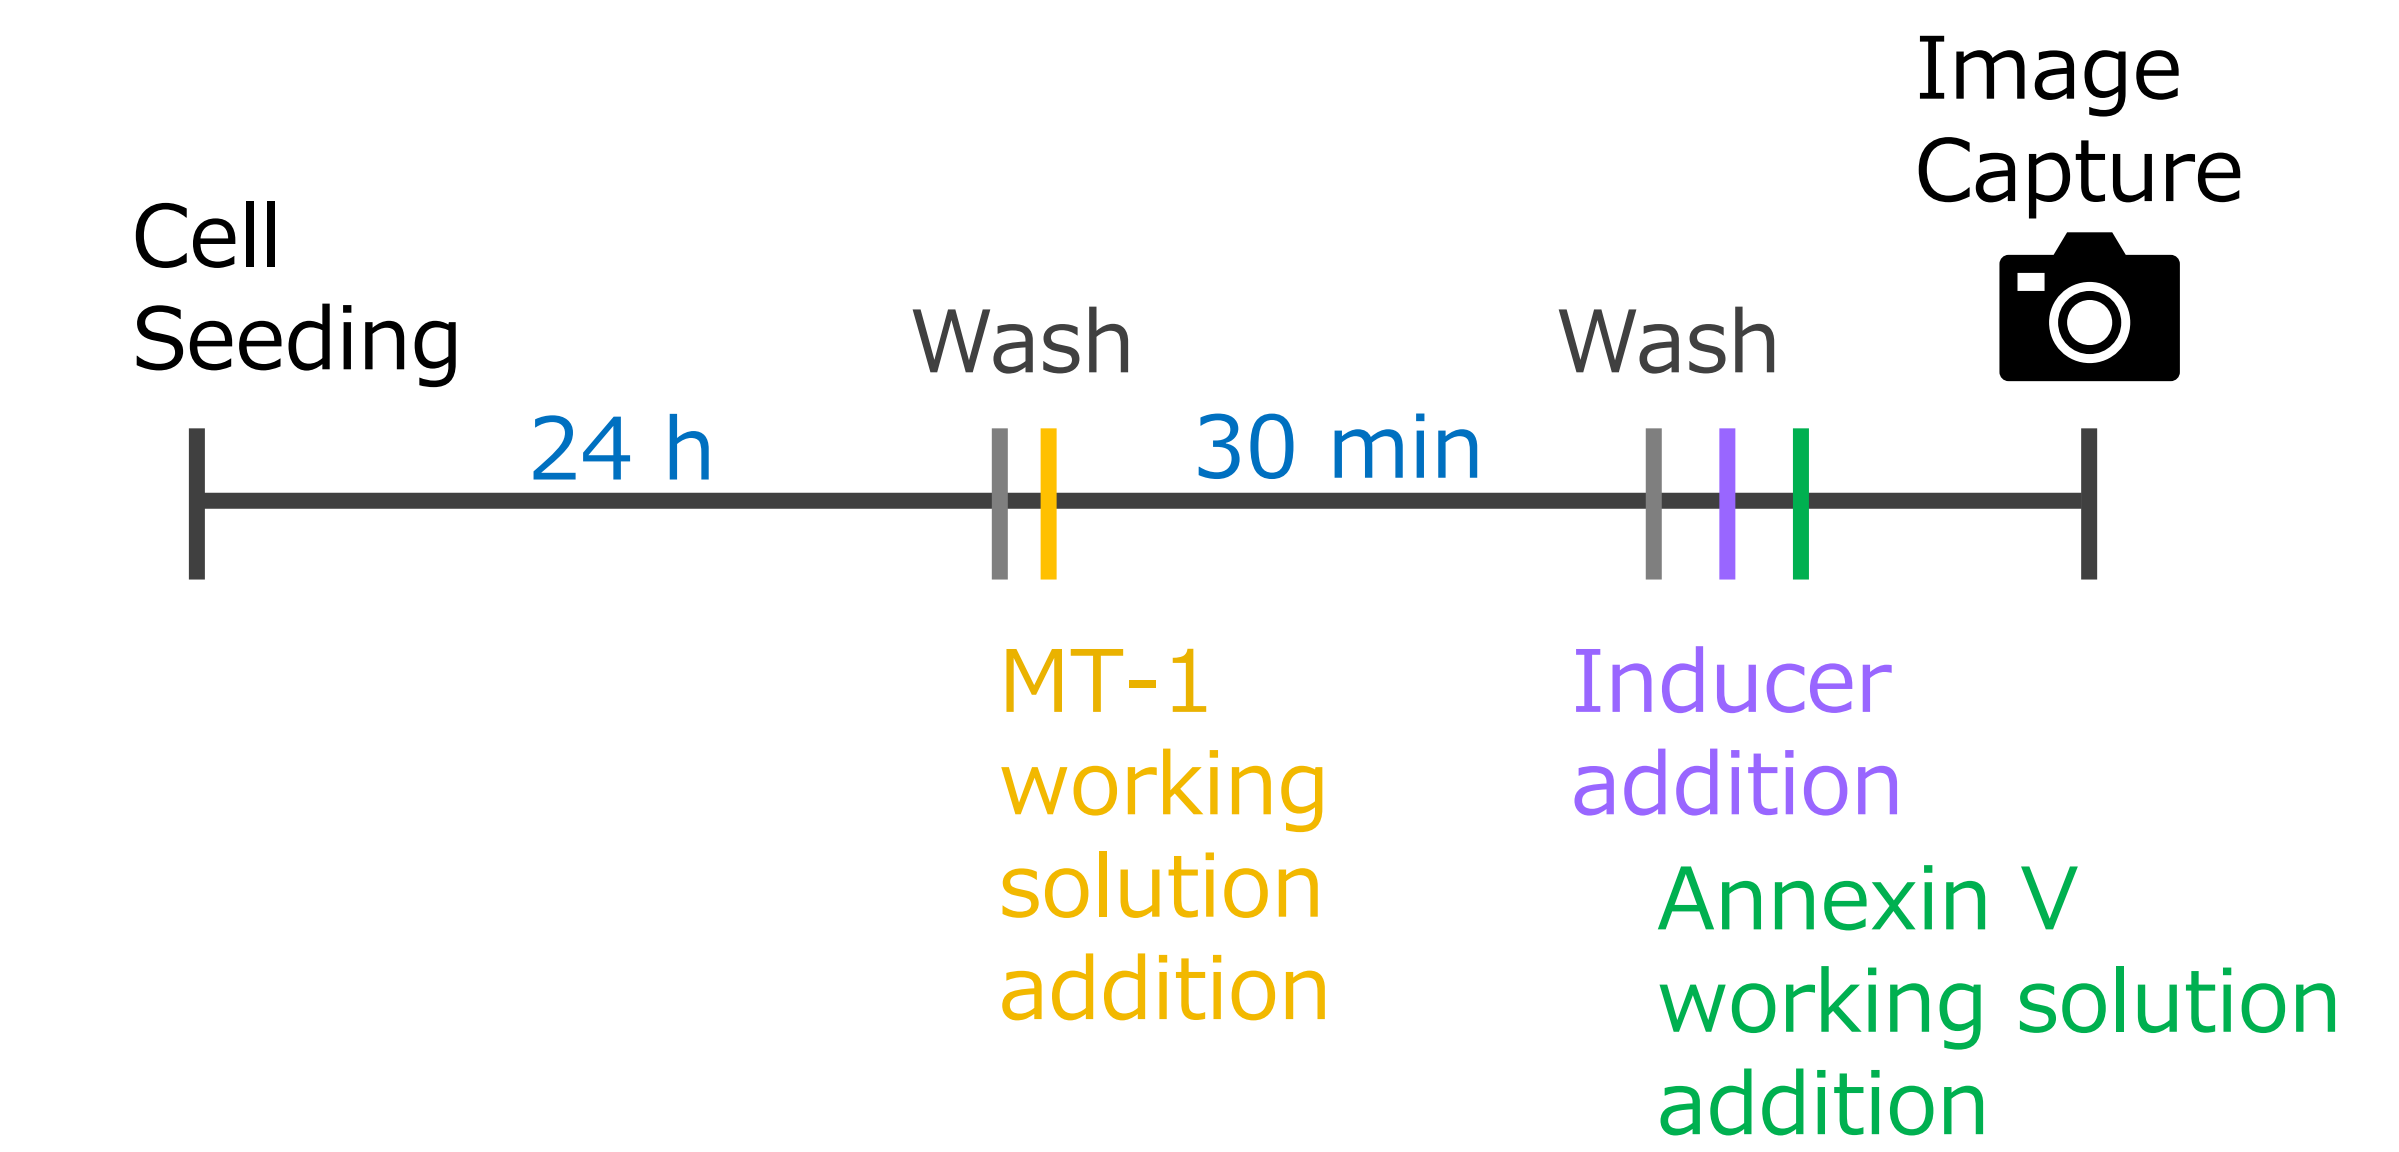 Cell
Seeding
24 h
Wash
MT-1
working
solution
addition
30 min
Wash
Inducer
addition
Annexin V
working solution
addition
Image
Capture